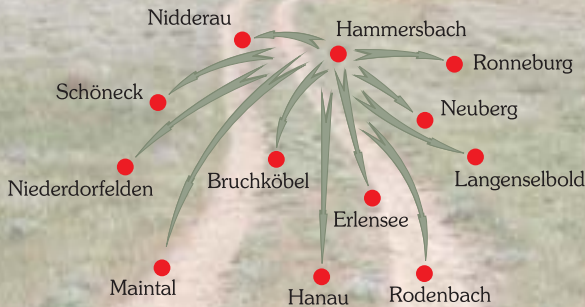 Nidderau
Hammersbach
Ronneburg
Schöneck
Neuberg
Niederdorfelden
Bruchköbel
Langenselbold
Erlensee
Maintal
Hanau
Rodenbach